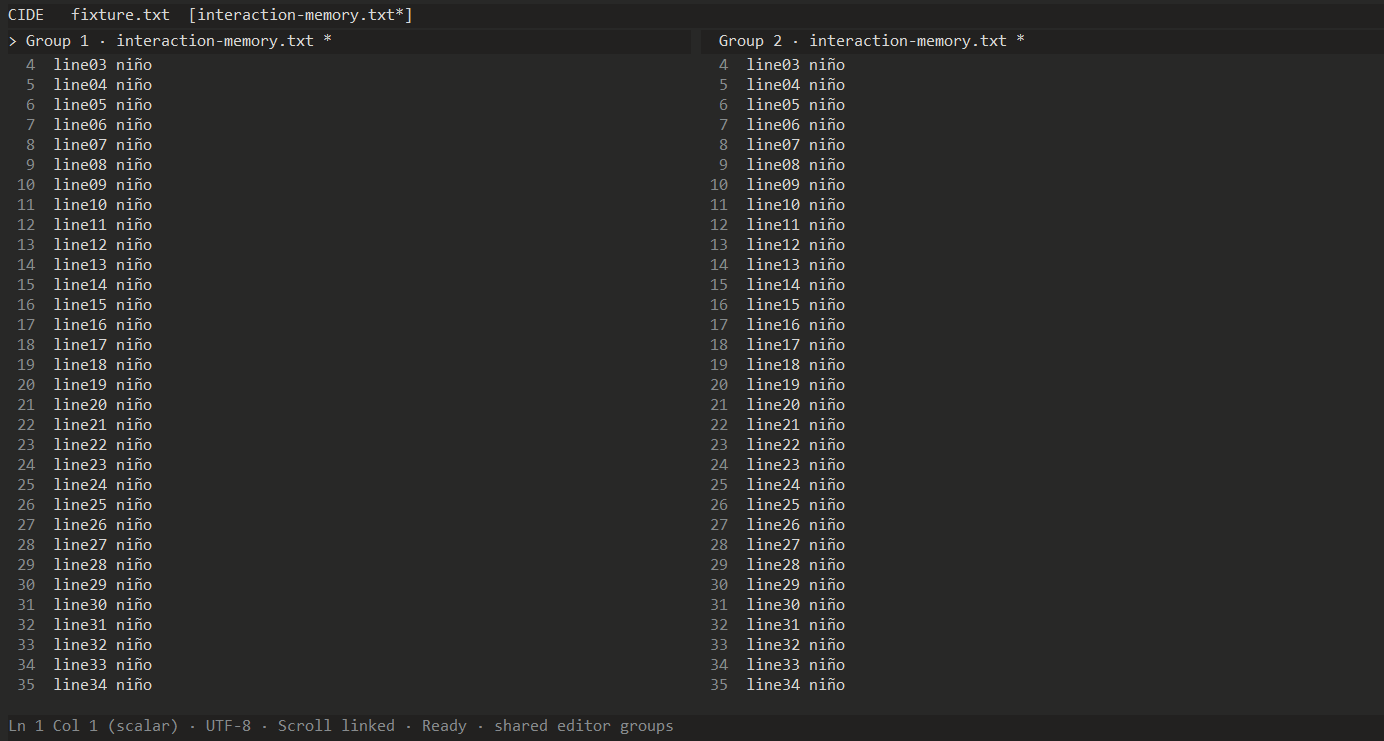 CIDE fixture.txt [interaction-memory.txt*]
> Group 1 · interaction-memory.txt *
4 line03 niño
5 line04 niño
6 line05 niño
7 line06 niño
8 line07 niño
9 line08 niño
10 line09 niño
11 line10 niño
12 line11 niño
13 line12 niño
14 line13 niño
15 line14 niño
16 line15 niño
17 line16 niño
18 line17 niño
19 line18 niño
20 line19 niño
21 line20 niño
22 line21 niño
23 line22 niño
24 line23 niño
25 line24 niño
26 line25 niño
27 line26 niño
28 line27 niño
29 line28 niño
30 line29 niño
31 line30 niño
32 line31 niño
33 line32 niño
34 line33 niño
35 line34 niño
Group 2 · interaction-memory.txt *
4 line03 niño
5 line04 niño
6 line05 niño
7 line06 niño
8 line07 niño
9 line08 niño
10 line09 niño
11 line10 niño
12 line11 niño
13 line12 niño
14 line13 niño
15 line14 niño
16 line15 niño
17 line16 niño
18 line17 niño
19 line18 niño
20 line19 niño
21 line20 niño
22 line21 niño
23 line22 niño
24 line23 niño
25 line24 niño
26 line25 niño
27 line26 niño
28 line27 niño
29 line28 niño
30 line29 niño
31 line30 niño
32 line31 niño
33 line32 niño
34 line33 niño
35 line34 niño
Ln 1 Col 1 (scalar) · UTF-8 · Scroll linked · Ready · shared editor groups